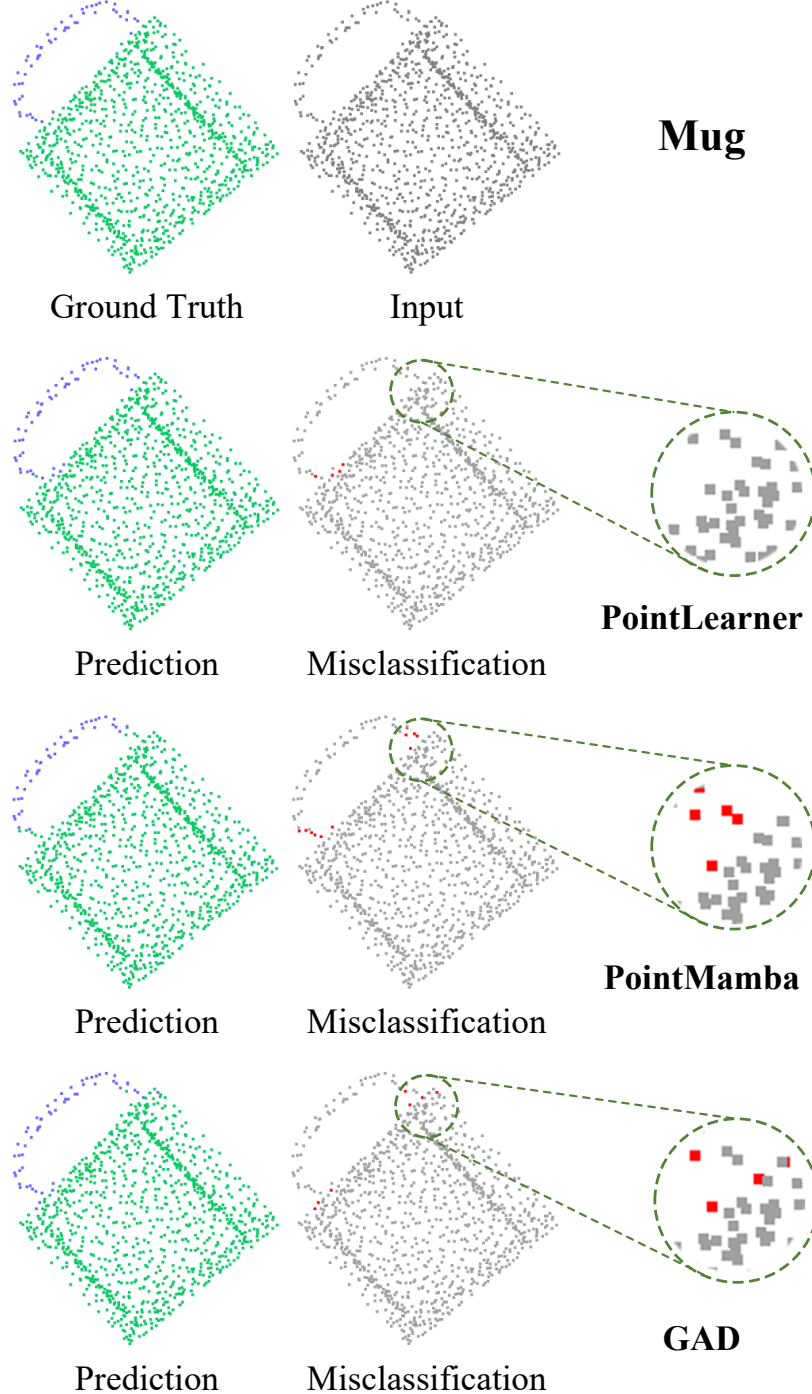 Mug
Ground Truth Input
PointLearner
Prediction Misclassification
PointMamba
Prediction Misclassification
GAD
Prediction Misclassification